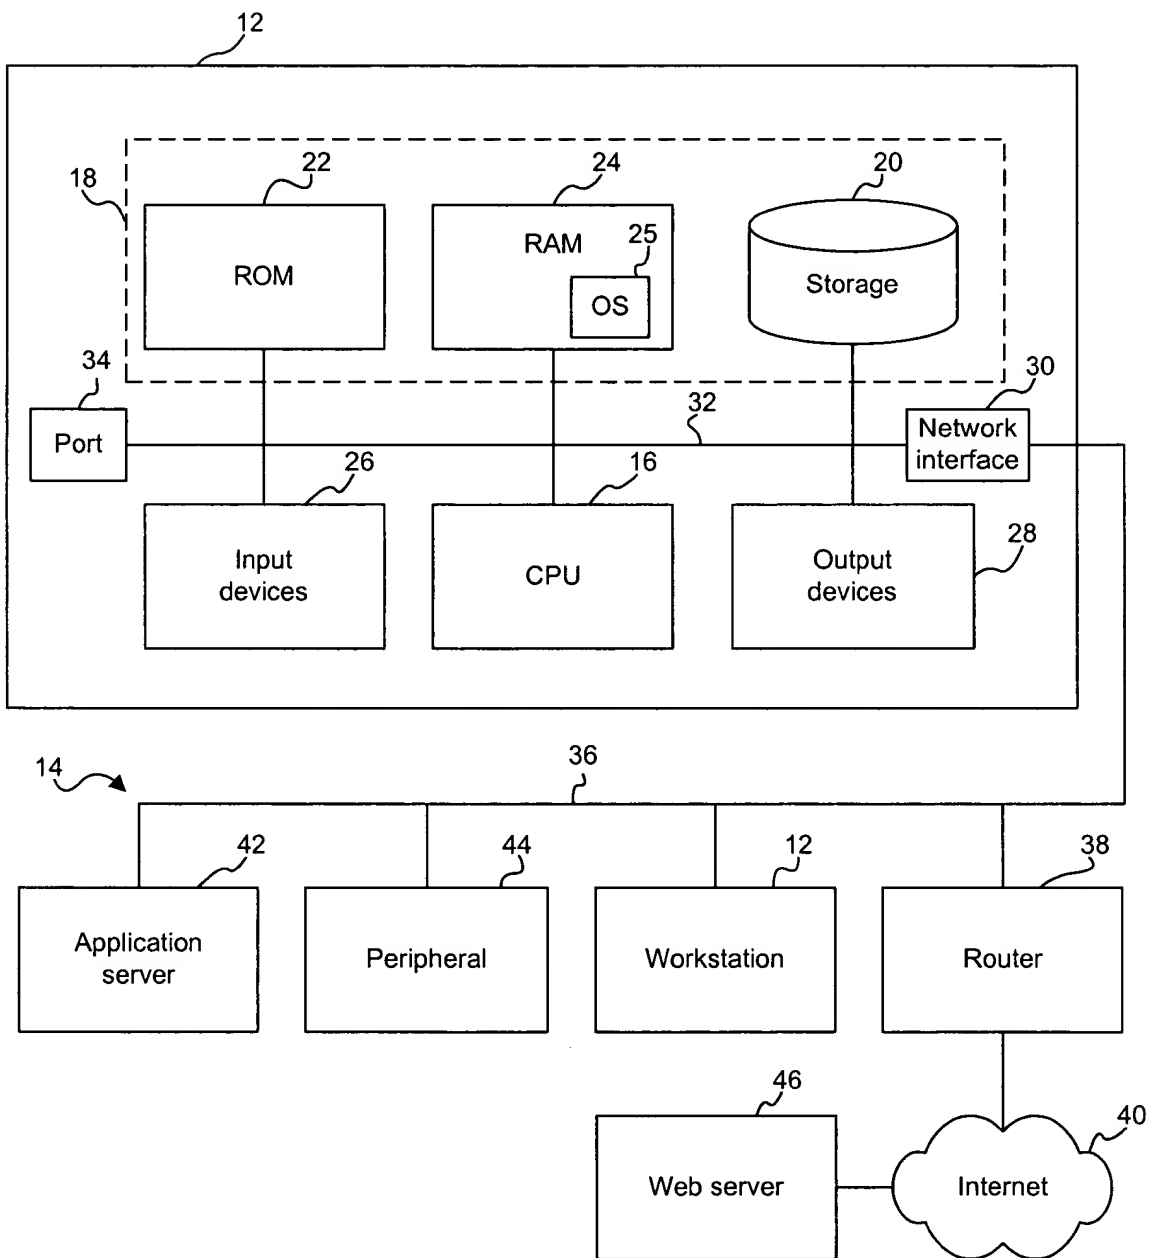 12
18
22
24
20
ROM
RAM
25
OS
Storage
34
Port
32
30
Network
interface
26
16
28
Input
devices
CPU
Output
devices
14
36
42
44
12
38
Application
server
Peripheral
Workstation
Router
46
40
Web server
Internet